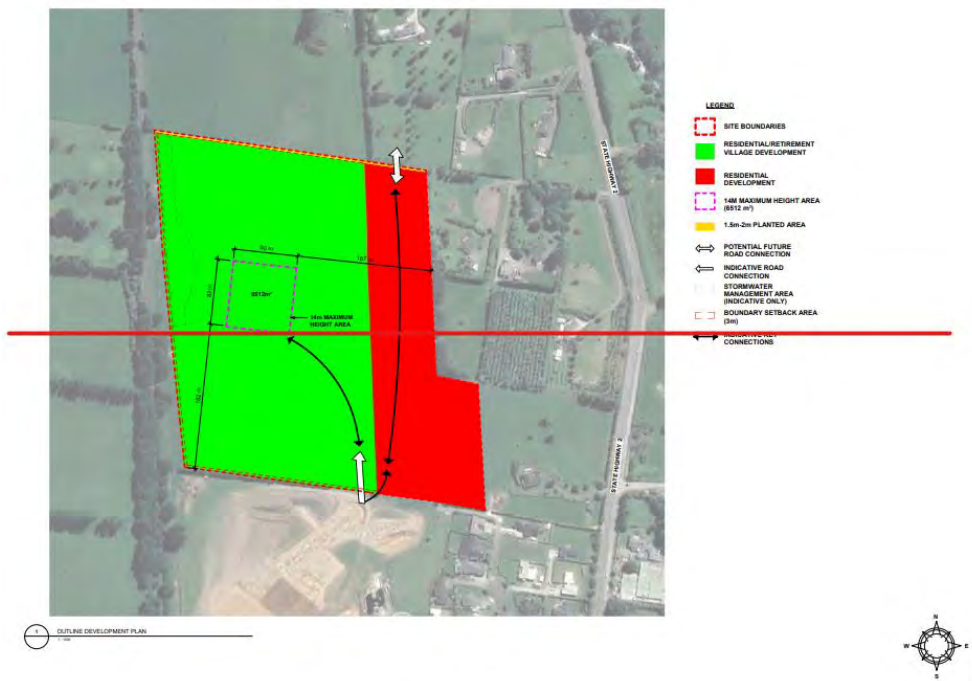 LEGEND
SITE BOUNDARIES
RESIDENTIAL/RETIREMENT
VILLAGE DEVELOPMENT
RESIDENTIAL
DEVELOPMENT
14M MAXIMUM HEIGHT AREA
(6512 m²)
1.5m-2m PLANTED AREA
POTENTIAL FUTURE
ROAD CONNECTION
INDICATIVE ROAD
CONNECTION
STORMWATER
MANAGEMENT AREA
(INDICATIVE ONLY)
BOUNDARY SETBACK AREA
(3m)
CONNECTIONS
STATE HIGHWAY 2
STATE HIGHWAY 2
6512m²
14m MAXIMUM
HEIGHT AREA
1
OUTLINE DEVELOPMENT PLAN
N
W
E
S